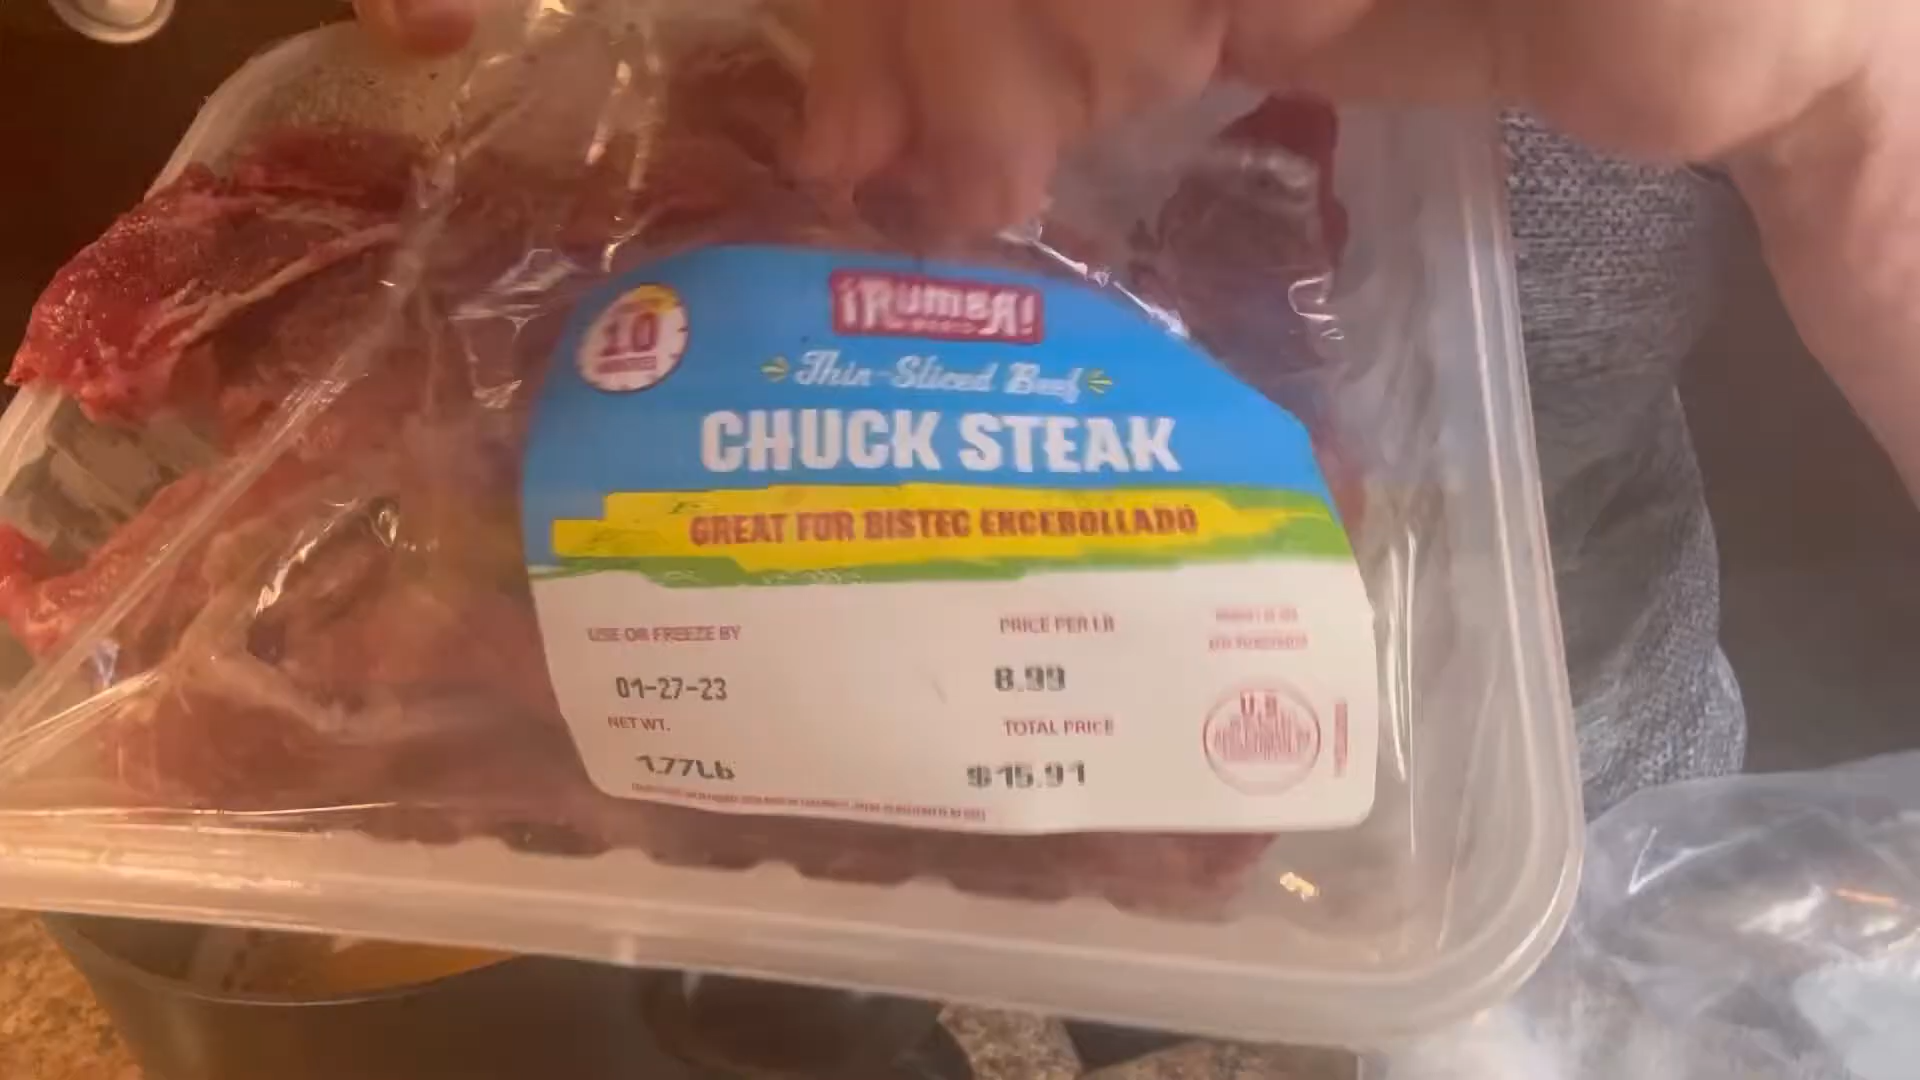 ¡RumbA!
10
Thin-Sliced Beef
CHUCK STEAK
GREAT FOR BISTEC ENCEBOLLADO
USE OR FREEZE BY
PRICE PER LB
01-27-23
8.99
NET WT.
TOTAL PRICE
1.77Lb
$15.91
U.S.